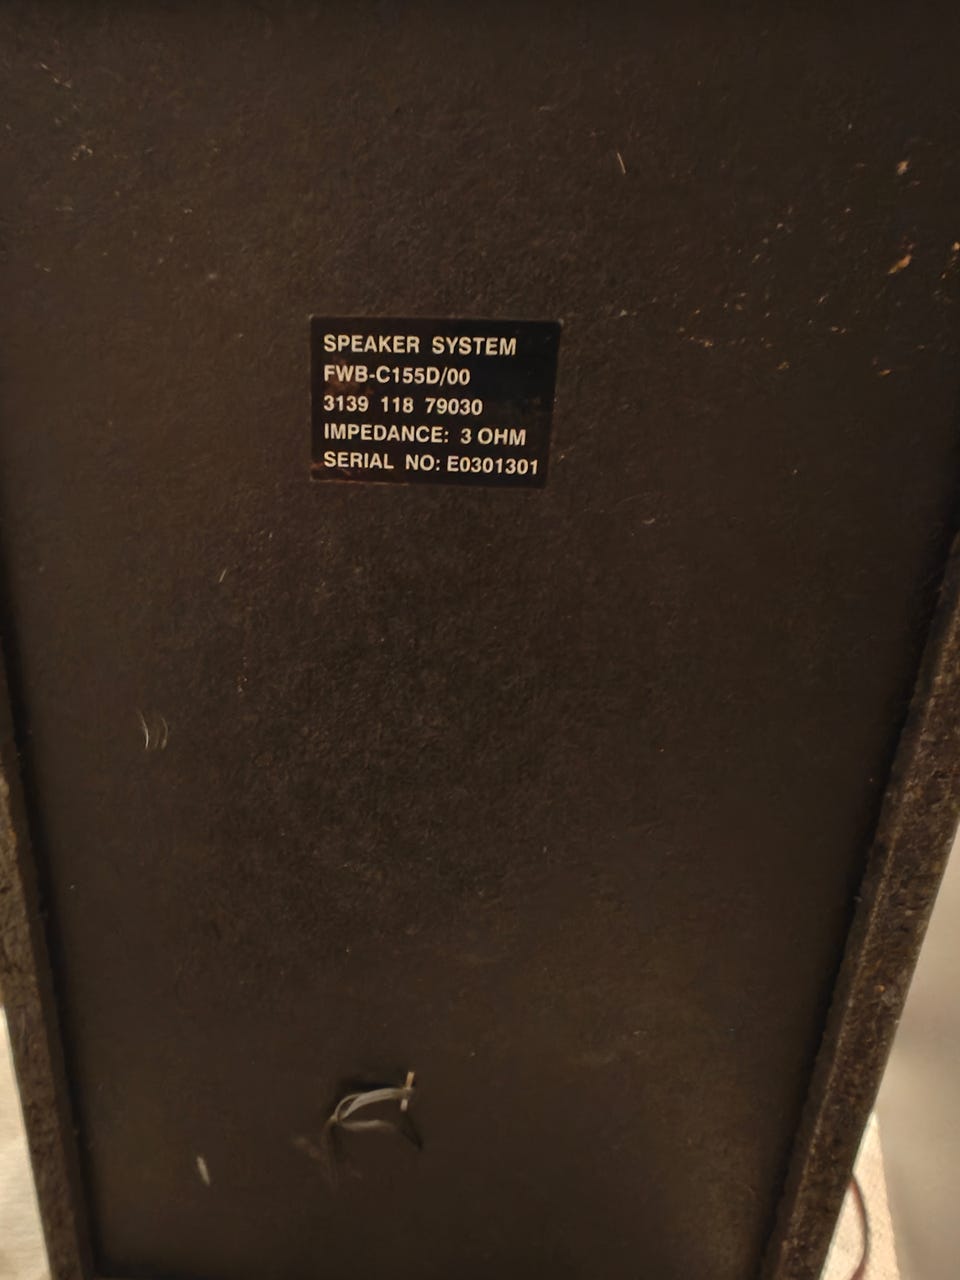 SPEAKER SYSTEM
FWB-C155D/00
3139 118 79030
IMPEDANCE: 3 OHM
SERIAL NO: E0301301